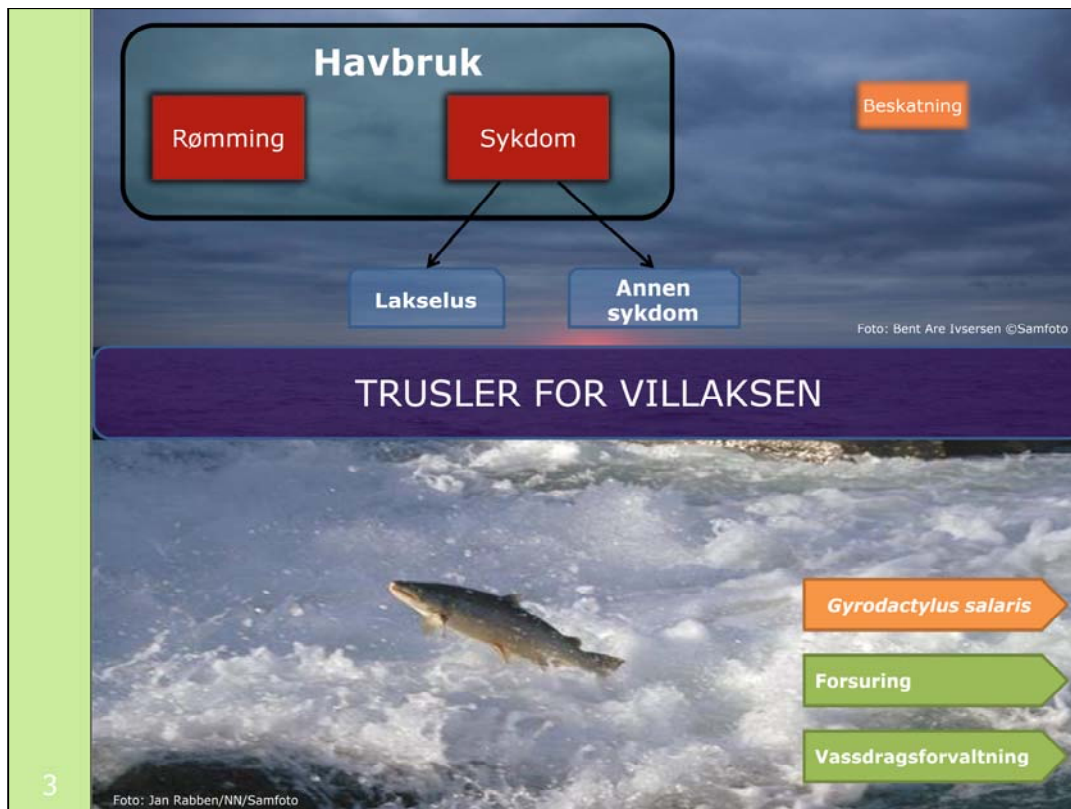 Havbruk
Rømming
Sykdom
Beskatning
Lakselus
Annen
sykdom
Foto: Bent Are Ivsersen ©Samfoto
TRUSLER FOR VILLAKSEN
Gyrodactylus salaris
Forsuring
Vassdragsforvaltning
3
Foto: Jan Rabben/NN/Samfoto